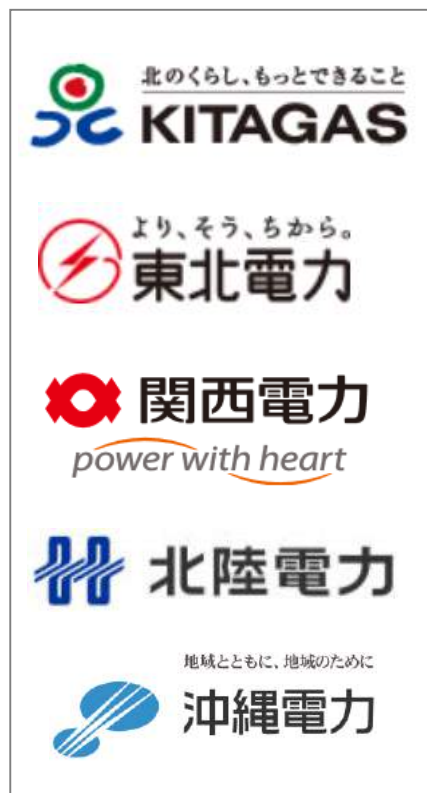 北のくらし、もっとできること
KITAGAS
より、そう、ちから。
東北電力
関西電力
power with heart
北陸電力
地域とともに、地域のために
沖縄電力